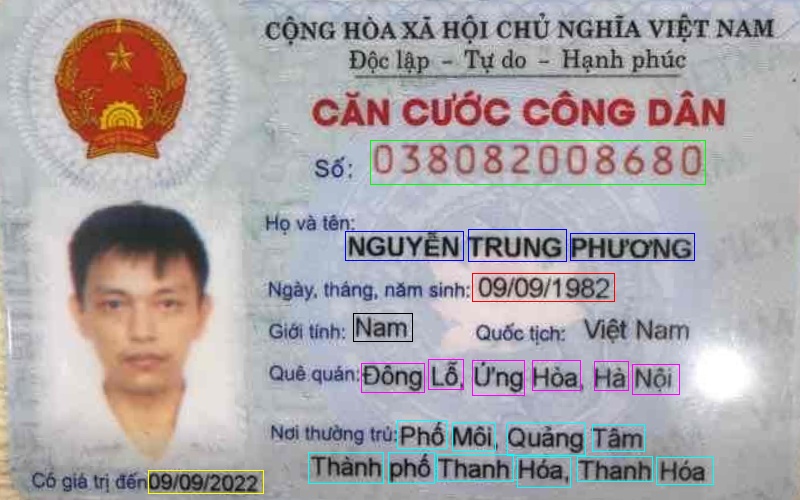 CỘNG HÒA XÃ HỘI CHỦ NGHĨA VIỆT NAM
Độc lập - Tự do - Hạnh phúc
CĂN CƯỚC CÔNG DÂN
Số: 038082008680
Họ và tên:
NGUYỄN TRUNG PHƯƠNG
Ngày, tháng, năm sinh: 09/09/1982
Giới tính: Nam Quốc tịch: Việt Nam
Quê quán: Đông Lỗ, Ứng Hòa, Hà Nội
Nơi thường trú: Phố Môi, Quảng Tâm
Thành phố Thanh Hóa, Thanh Hóa
Có giá trị đến 09/09/2022